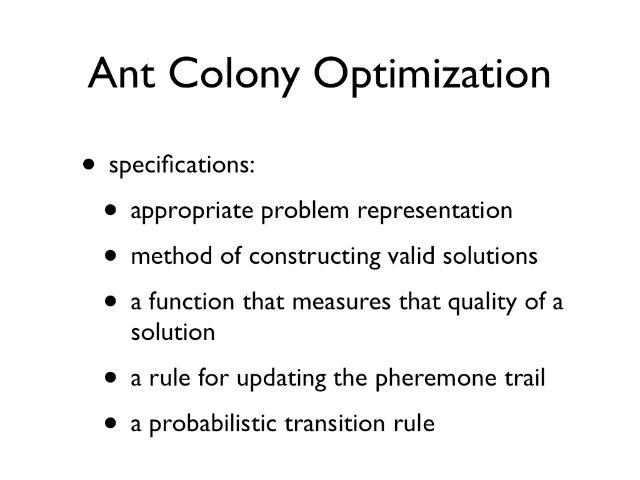 Ant Colony Optimization
• specifications:
• appropriate problem representation
• method of constructing valid solutions
• a function that measures that quality of a
solution
• a rule for updating the pheremone trail
• a probabilistic transition rule